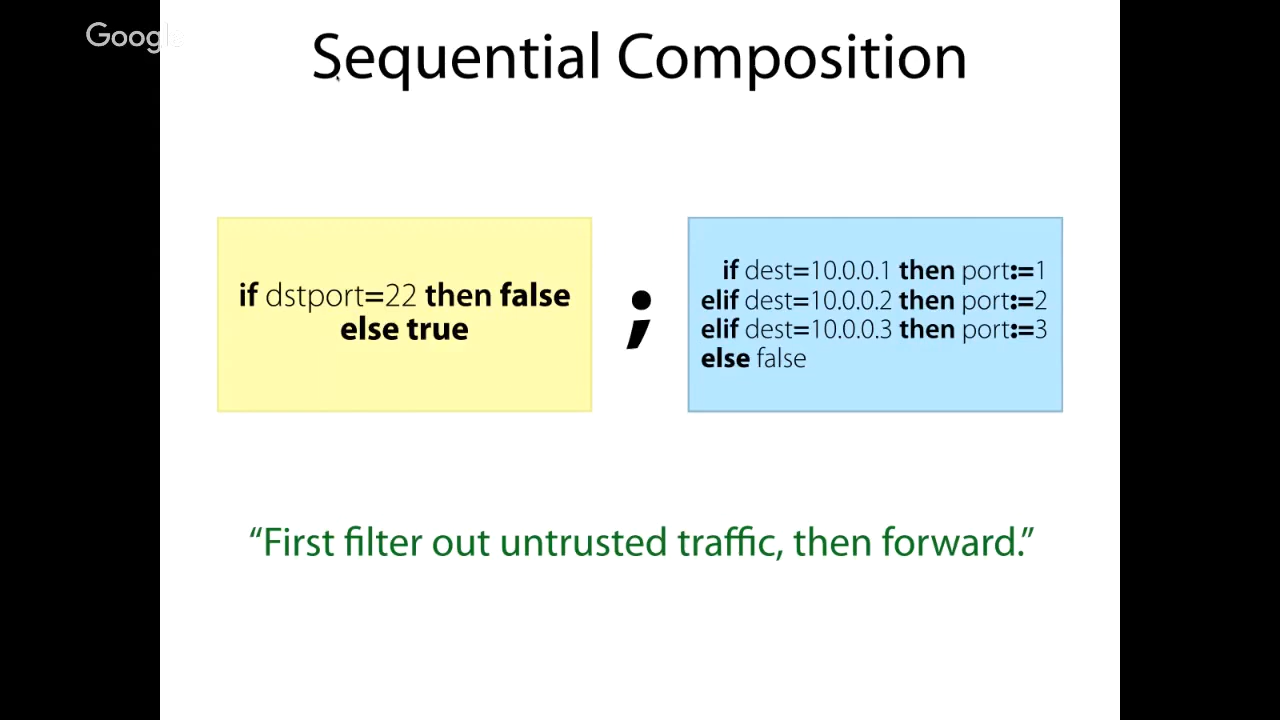 Google
Sequential Composition
if dstport=22 then false
else true
;
if dest=10.0.0.1 then port:=1
elif dest=10.0.0.2 then port:=2
elif dest=10.0.0.3 then port:=3
else false
“First filter out untrusted traffic, then forward.”